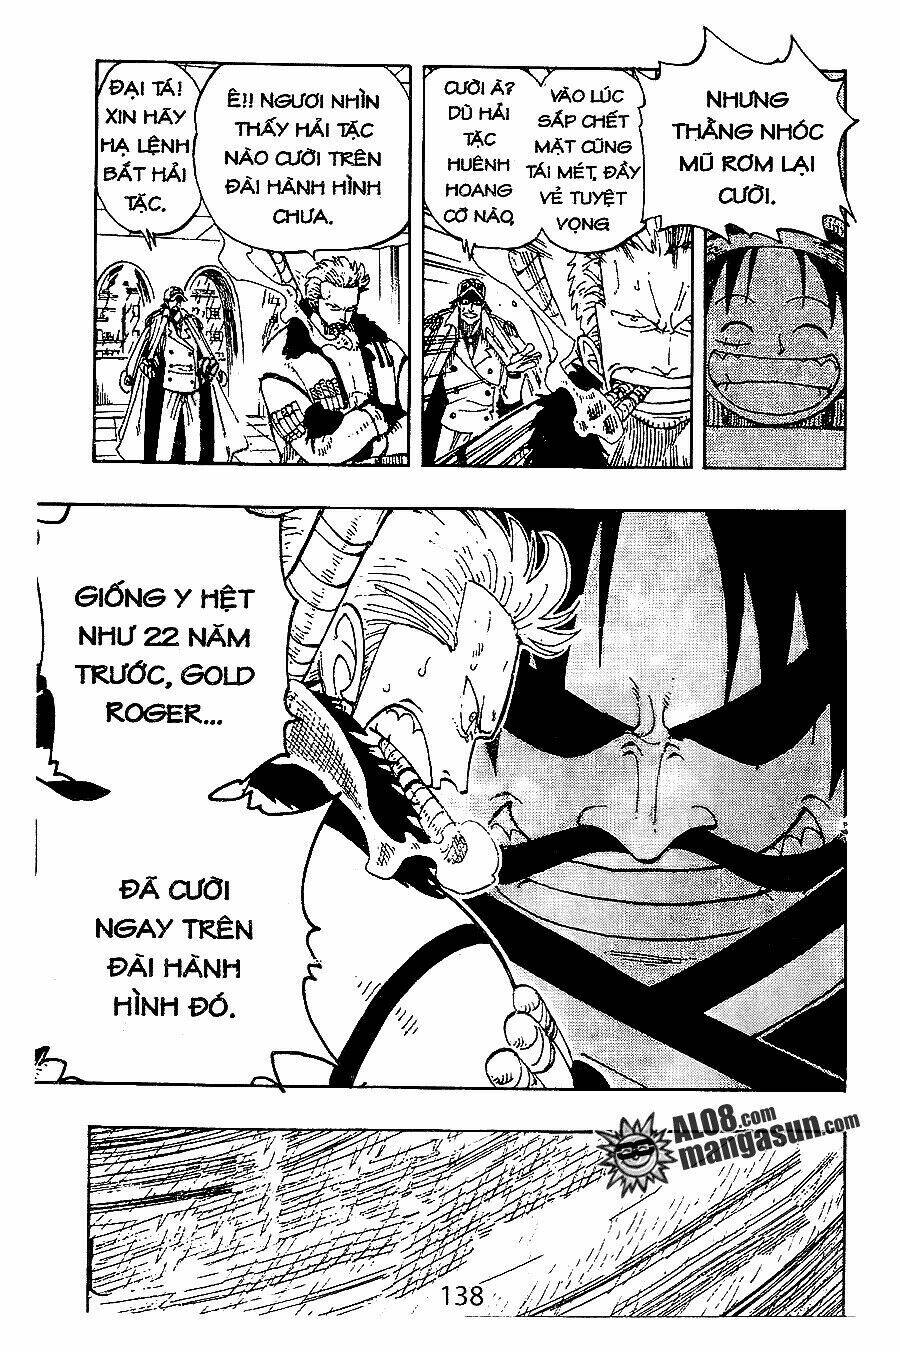 ĐẠI TÁ!
XIN HÃY
HẠ LỆNH
BẮT HẢI
TẶC.
Ê!! NGƯƠI NHÌN
THẤY HẢI TẶC
NÀO CƯỜI TRÊN
ĐÀI HÀNH HÌNH
CHƯA.
CƯỜI À?
DÙ HẢI
TẶC
HUÊNH
HOANG
CỠ NÀO,
VÀO LÚC
SẮP CHẾT
MẶT CŨNG
TÁI MÉT, ĐẦY
VẺ TUYỆT
VỌNG
NHƯNG
THẰNG NHÓC
MŨ RƠM LẠI
CƯỜI.
GIỐNG Y HỆT
NHƯ 22 NĂM
TRƯỚC, GOLD
ROGER...
ĐÃ CƯỜI
NGAY TRÊN
ĐÀI HÀNH
HÌNH ĐÓ.
ALO8.com
mangasun.com
138